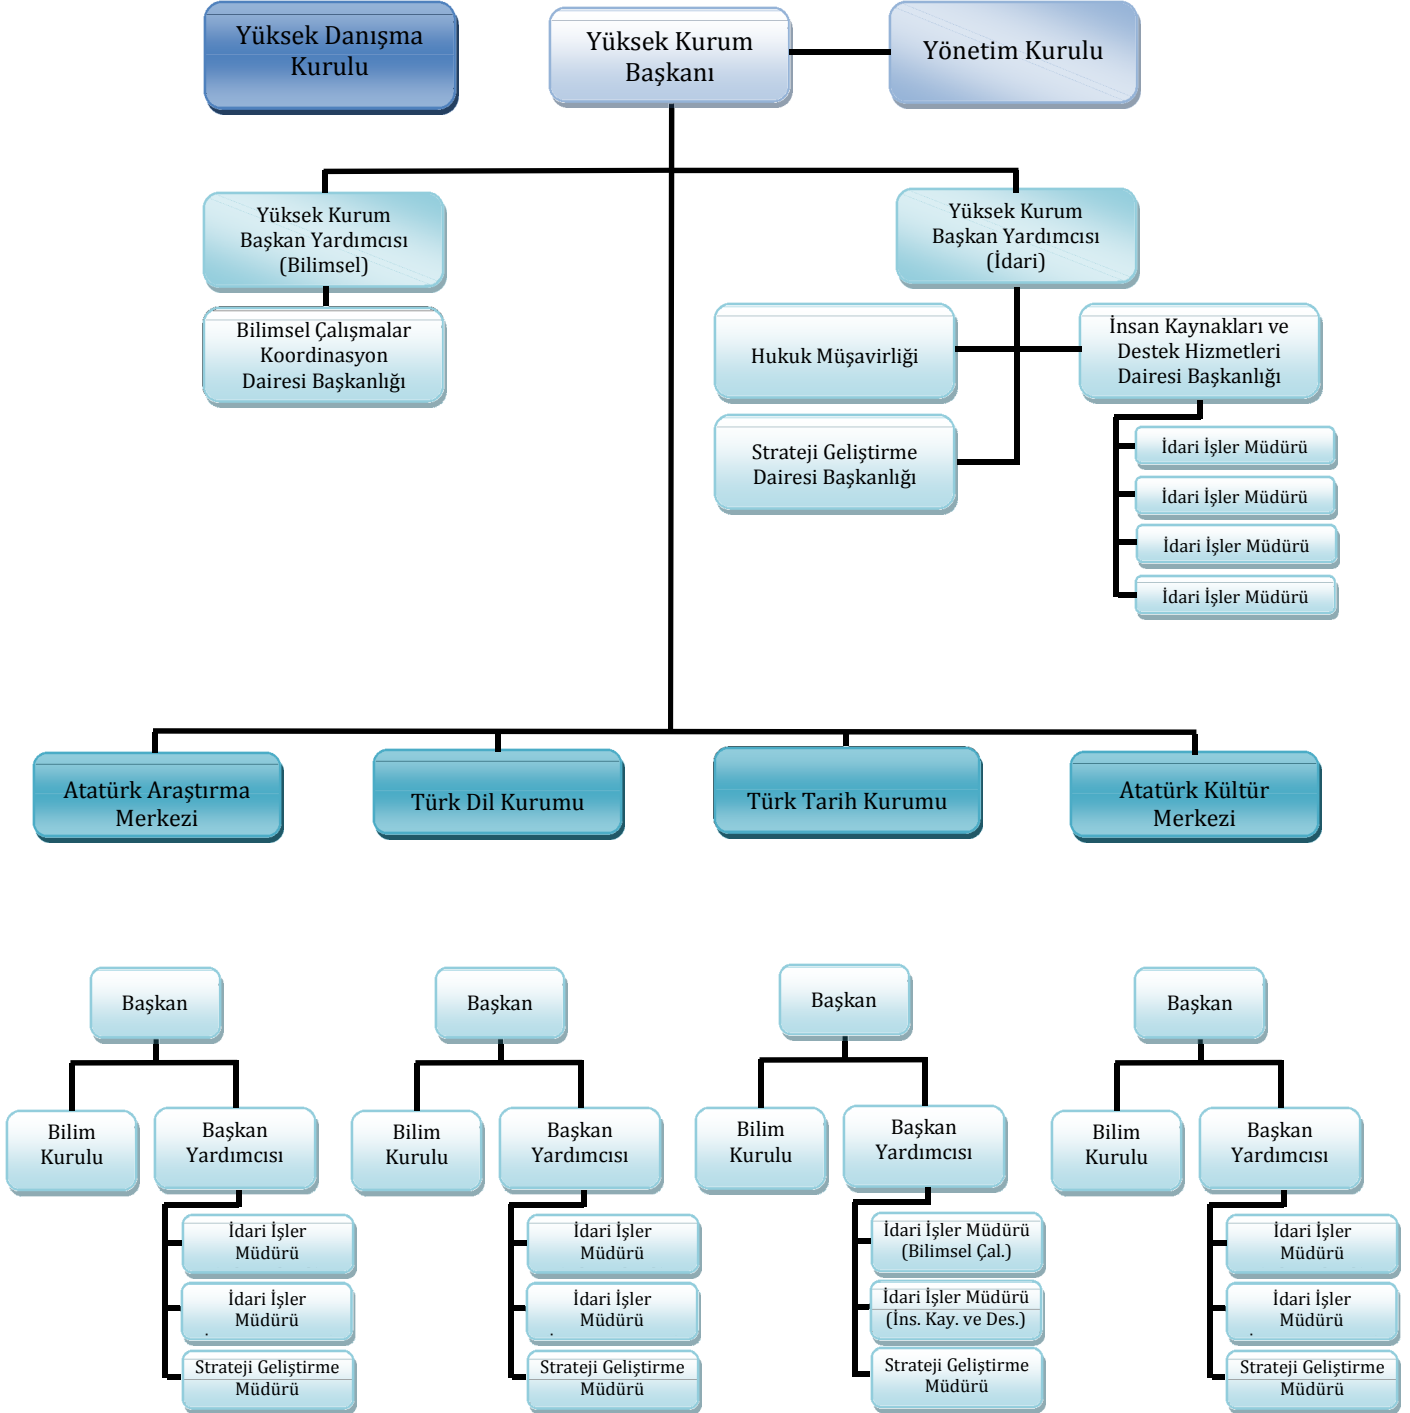 Yüksek Danışma
Kurulu
Yüksek Kurum
Başkanı
Yönetim Kurulu
Yüksek Kurum
Başkan Yardımcısı
(Bilimsel)
Yüksek Kurum
Başkan Yardımcısı
(İdari)
Bilimsel Çalışmalar
Koordinasyon
Dairesi Başkanlığı
Hukuk Müşavirliği
İnsan Kaynakları ve
Destek Hizmetleri
Dairesi Başkanlığı
Strateji Geliştirme
Dairesi Başkanlığı
İdari İşler Müdürü
İdari İşler Müdürü
İdari İşler Müdürü
İdari İşler Müdürü
Atatürk Araştırma
Merkezi
Türk Dil Kurumu
Türk Tarih Kurumu
Atatürk Kültür
Merkezi
Başkan
Bilim
Kurulu
Başkan
Yardımcısı
İdari İşler
Müdürü
İdari İşler
Müdürü
.
Strateji Geliştirme
Müdürü
Başkan
Bilim
Kurulu
Başkan
Yardımcısı
İdari İşler
Müdürü
İdari İşler
Müdürü
.
Strateji Geliştirme
Müdürü
Başkan
Bilim
Kurulu
Başkan
Yardımcısı
İdari İşler Müdürü
(Bilimsel Çal.)
İdari İşler Müdürü
(İns. Kay. ve Des.)
Strateji Geliştirme
Müdürü
Başkan
Bilim
Kurulu
Başkan
Yardımcısı
İdari İşler
Müdürü
İdari İşler
Müdürü
.
Strateji Geliştirme
Müdürü